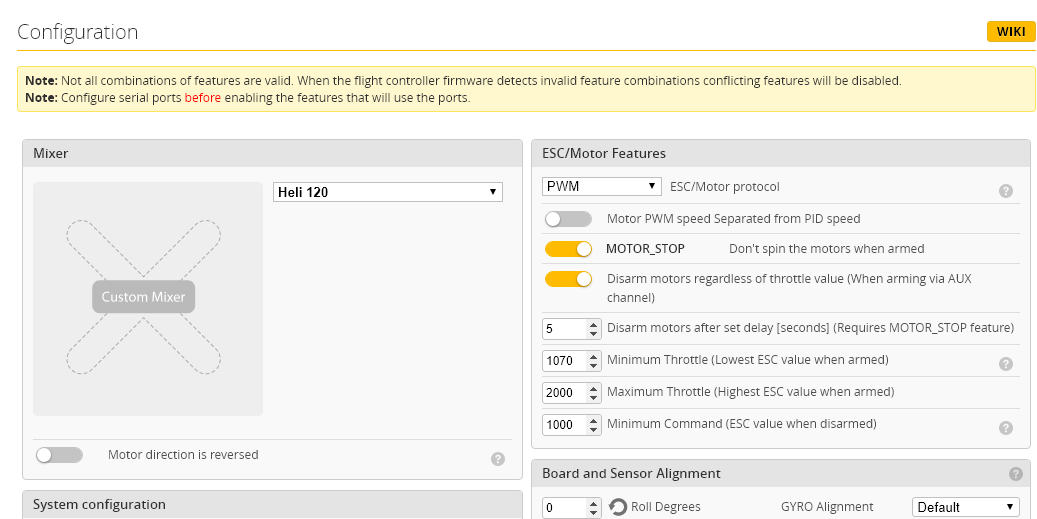 Configuration
WIKI
Note: Not all combinations of features are valid. When the flight controller firmware detects invalid feature combinations conflicting features will be disabled.
Note: Configure serial ports before enabling the features that will use the ports.
Mixer
Heli 120
Custom Mixer
Motor direction is reversed
?
System configuration
ESC/Motor Features
PWM ESC/Motor protocol
?
Motor PWM speed Separated from PID speed
MOTOR_STOP Don't spin the motors when armed
Disarm motors regardless of throttle value (When arming via AUX
channel)
5 Disarm motors after set delay [seconds] (Requires MOTOR_STOP feature)
1070 Minimum Throttle (Lowest ESC value when armed)
?
2000 Maximum Throttle (Highest ESC value when armed)
1000 Minimum Command (ESC value when disarmed)
?
Board and Sensor Alignment
?
0 Roll Degrees GYRO Alignment Default